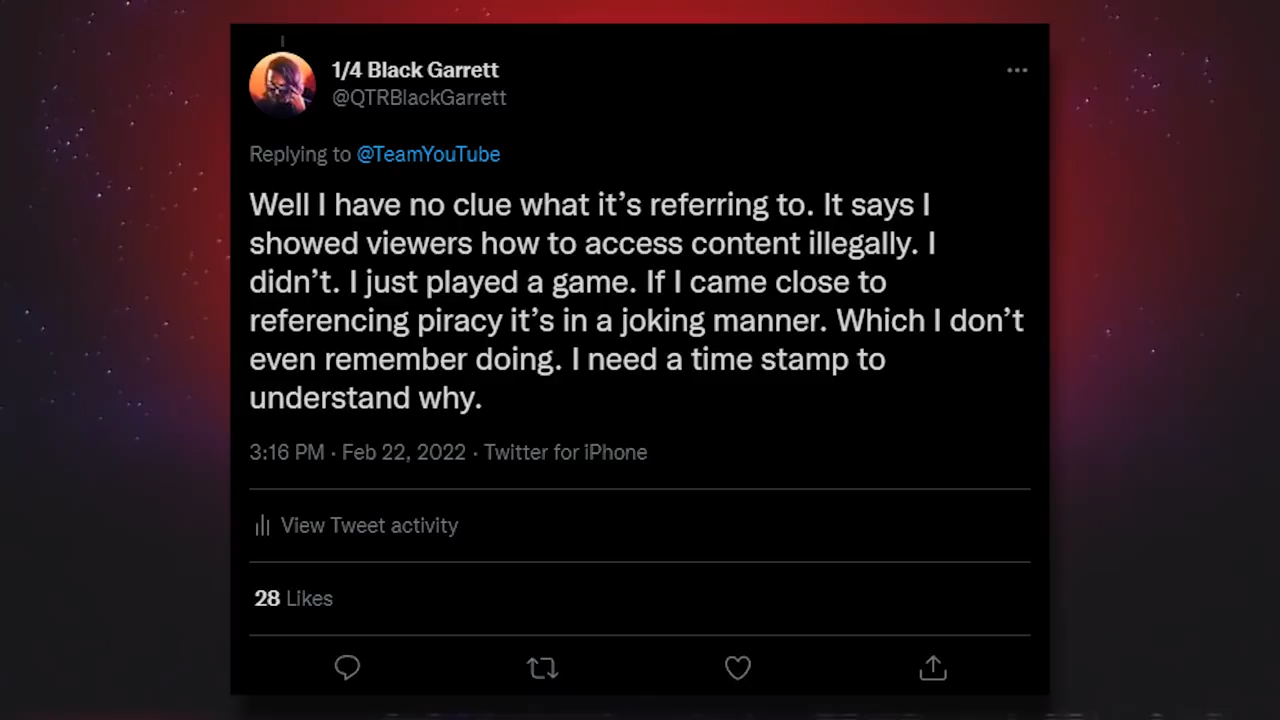 1/4 Black Garrett
@QTRBlackGarrett
Replying to @TeamYouTube
Well I have no clue what it’s referring to. It says I
showed viewers how to access content illegally. I
didn’t. I just played a game. If I came close to
referencing piracy it’s in a joking manner. Which I don’t
even remember doing. I need a time stamp to
understand why.
3:16 PM · Feb 22, 2022 · Twitter for iPhone
View Tweet activity
28 Likes